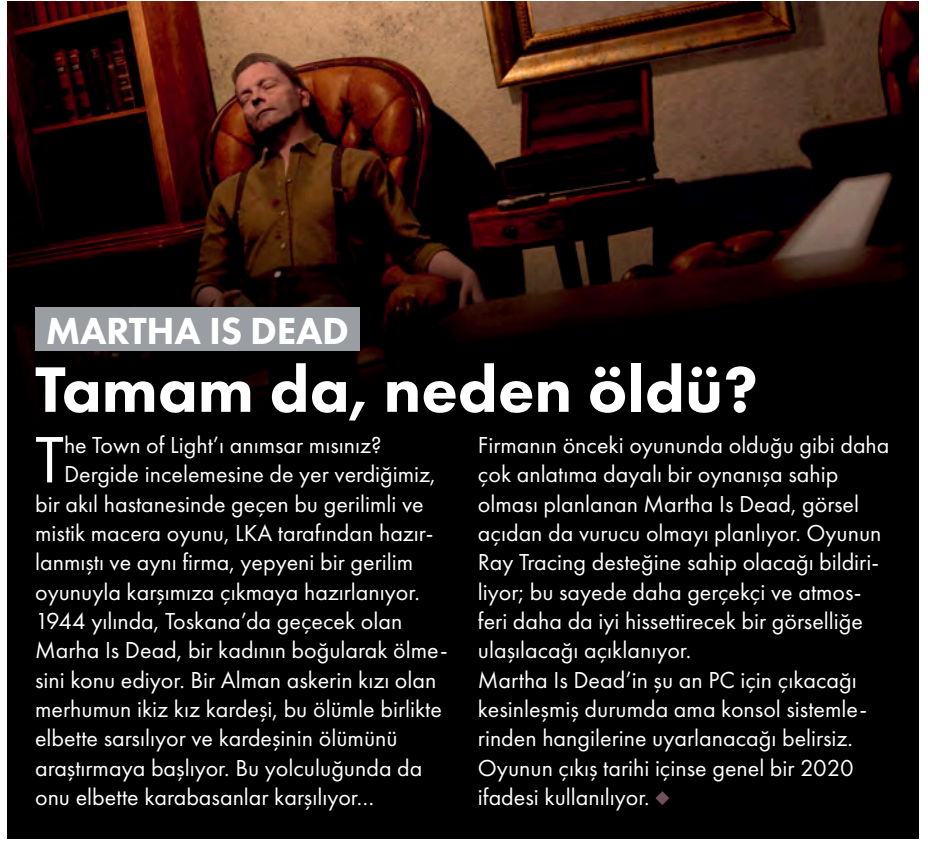 MARTHA IS DEAD
Tamam da, neden öldü?
The Town of Light'ı anımsar mısınız?
Dergide incelemesine de yer verdiğimiz,
bir akıl hastanesinde geçen bu gerilimli ve
mistik macera oyunu, LKA tarafından hazır-
lanmıştı ve aynı firma, yepyeni bir gerilim
oyunuyla karşımıza çıkmaya hazırlanıyor.
1944 yılında, Toskana'da geçecek olan
Marha Is Dead, bir kadının boğularak ölme-
sini konu ediyor. Bir Alman askerin kızı olan
merhumun ikiz kız kardeşi, bu ölümle birlikte
elbette sarsılıyor ve kardeşinin ölümünü
araştırmaya başlıyor. Bu yolculuğunda da
onu elbette karabasanlar karşılıyor...
Firmanın önceki oyununda olduğu gibi daha
çok anlatıma dayalı bir oynanışa sahip
olması planlanan Martha Is Dead, görsel
açıdan da vurucu olmayı planlıyor. Oyunun
Ray Tracing desteğine sahip olacağı bildiri-
liyor; bu sayede daha gerçekçi ve atmos-
feri daha da iyi hissettirecek bir görselliğe
ulaşılacağı açıklanıyor.
Martha Is Dead'in şu an PC için çıkacağı
kesinleşmiş durumda ama konsol sistemle-
rinden hangilerine uyarlanacağı belirsiz.
Oyunun çıkış tarihi içinse genel bir 2020
ifadesi kullanılıyor. ◆